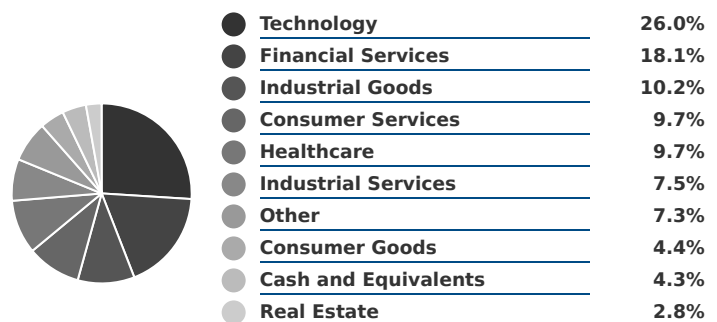 Technology 26.0%
Financial Services 18.1%
Industrial Goods 10.2%
Consumer Services 9.7%
Healthcare 9.7%
Industrial Services 7.5%
Other 7.3%
Consumer Goods 4.4%
Cash and Equivalents 4.3%
Real Estate 2.8%